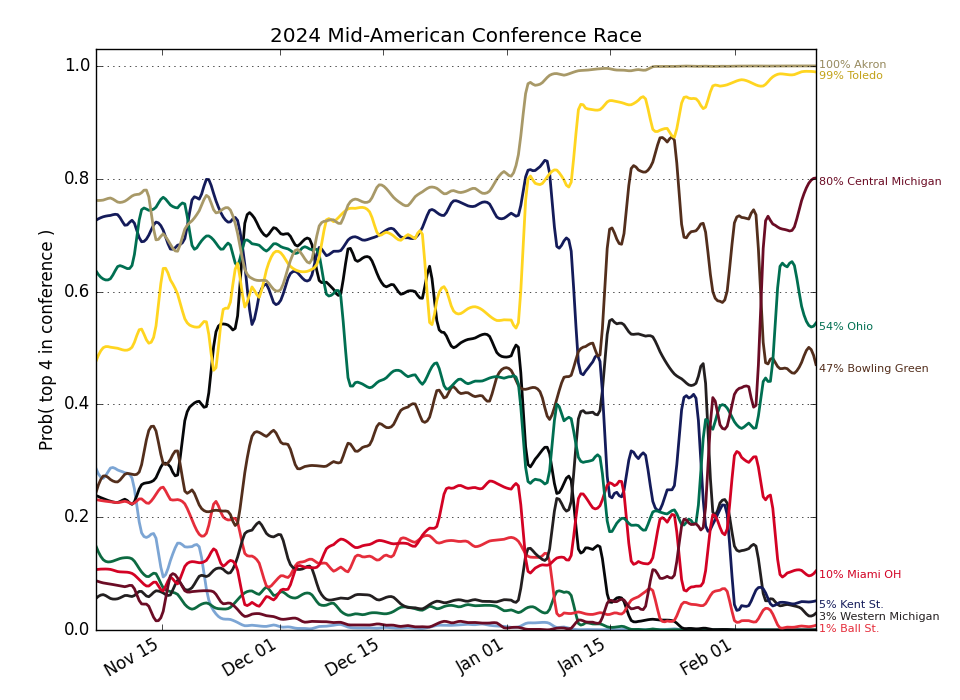 2024 Mid-American Conference Race
1.0
0.8
0.6
0.4
0.2
0.0
Prob( top 4 in conference )
Nov 15
Dec 01
Dec 15
Jan 01
Jan 15
Feb 01
100% Akron
99% Toledo
80% Central Michigan
54% Ohio
47% Bowling Green
10% Miami OH
5% Kent St.
3% Western Michigan
1% Ball St.